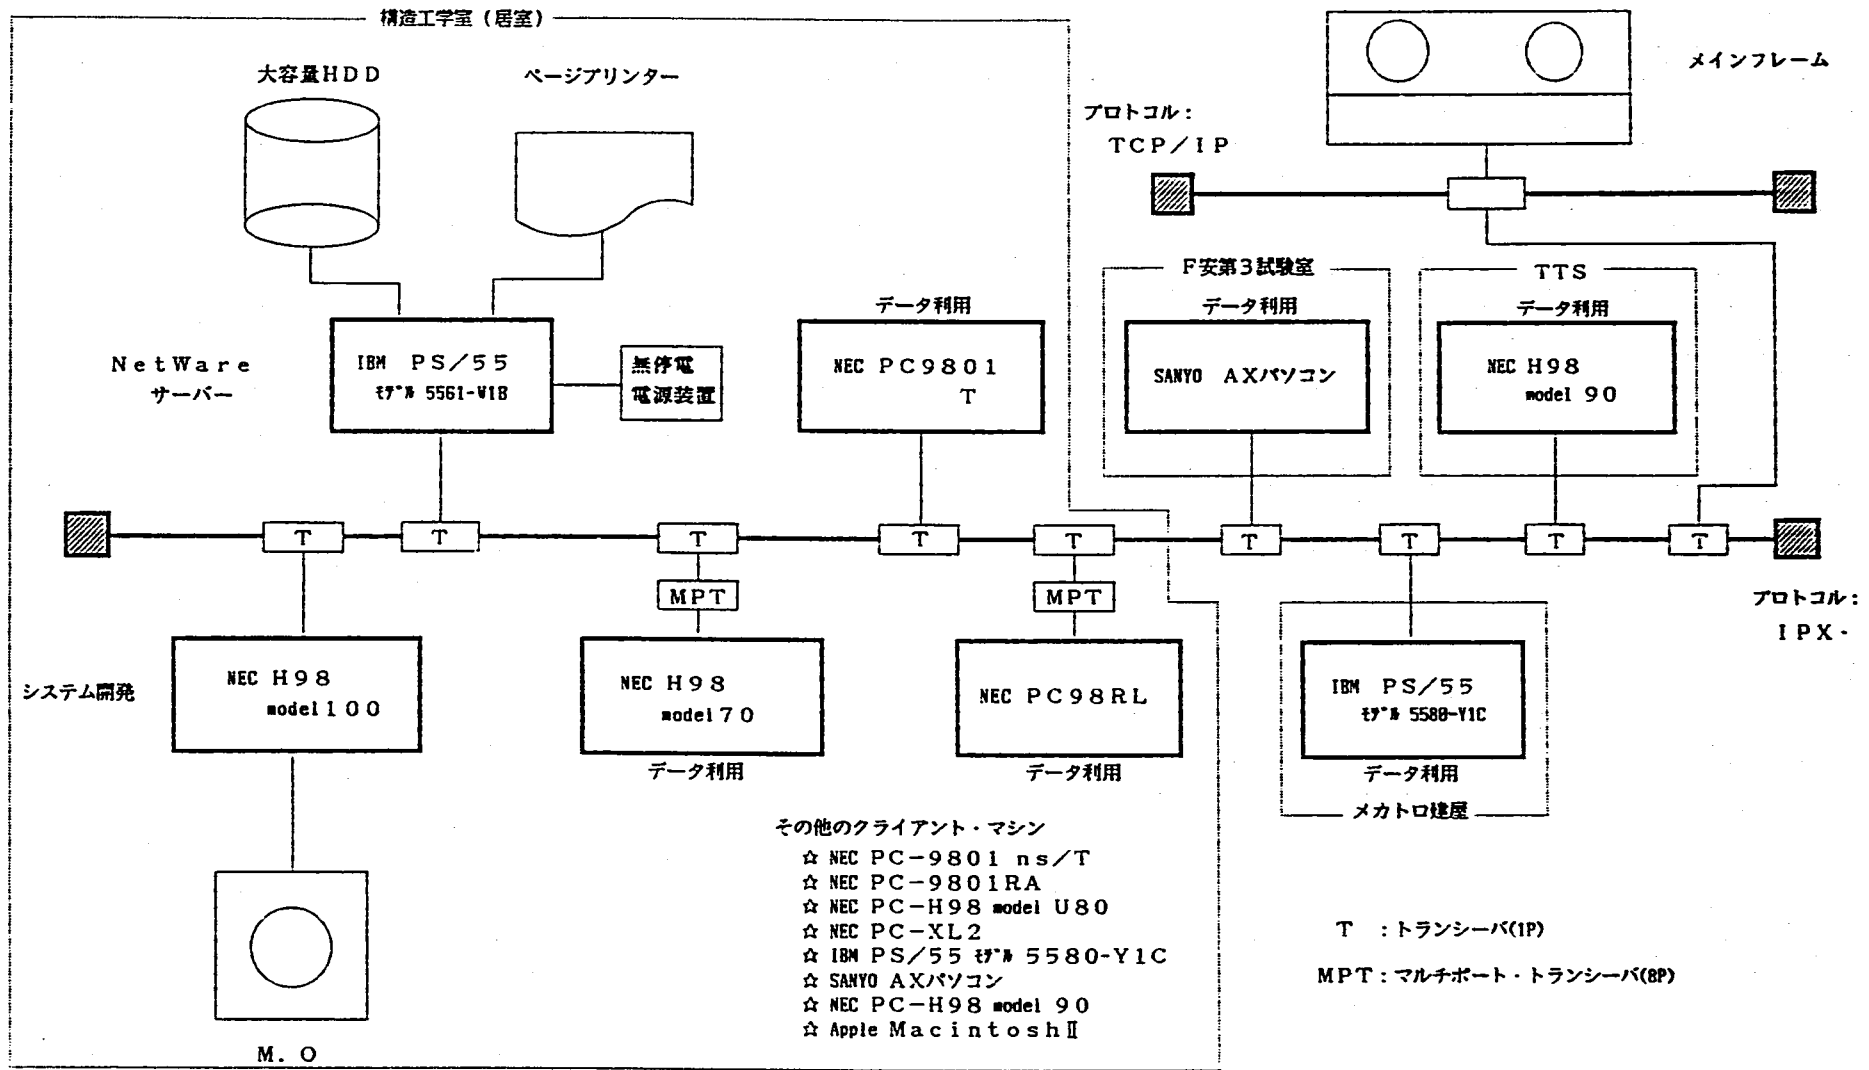 構造工学室（居室）
大容量ＨＤＤ
ページプリンター
メインフレーム
プロトコル：
ＴＣＰ／ＩＰ
Ｆ安第３試験室
ＴＴＳ
データ利用
データ利用
データ利用
ＮｅｔＷａｒｅ
サーバー
IBM ＰＳ／５５
ﾓﾃﾞﾙ 5561-W1B
無停電
電源装置
NEC ＰＣ９８０１
Ｔ
SANYO ＡＸパソコン
NEC Ｈ９８
model ９０
Ｔ
Ｔ
Ｔ
Ｔ
Ｔ
Ｔ
Ｔ
Ｔ
Ｔ
ＭＰＴ
ＭＰＴ
プロトコル：
ＩＰＸ・
システム開発
NEC Ｈ９８
model１００
NEC Ｈ９８
model７０
NEC ＰＣ９８ＲＬ
IBM ＰＳ／５５
ﾓﾃﾞﾙ 5580-Y1C
データ利用
データ利用
データ利用
メカトロ建屋
その他のクライアント・マシン
☆ NEC ＰＣ－９８０１ ｎｓ／Ｔ
☆ NEC ＰＣ－９８０１ＲＡ
☆ NEC ＰＣ－Ｈ９８ model Ｕ８０
☆ NEC ＰＣ－ＸＬ２
☆ IBM ＰＳ／５５ ﾓﾃﾞﾙ ５５８０-Ｙ１Ｃ
☆ SANYO ＡＸパソコン
☆ NEC ＰＣ－Ｈ９８ model ９０
☆ Apple ＭａｃｉｎｔｏｓｈⅡ
Ｔ ：トランシーバ(1P)
ＭＰＴ：マルチポート・トランシーバ(8P)
Ｍ．Ｏ